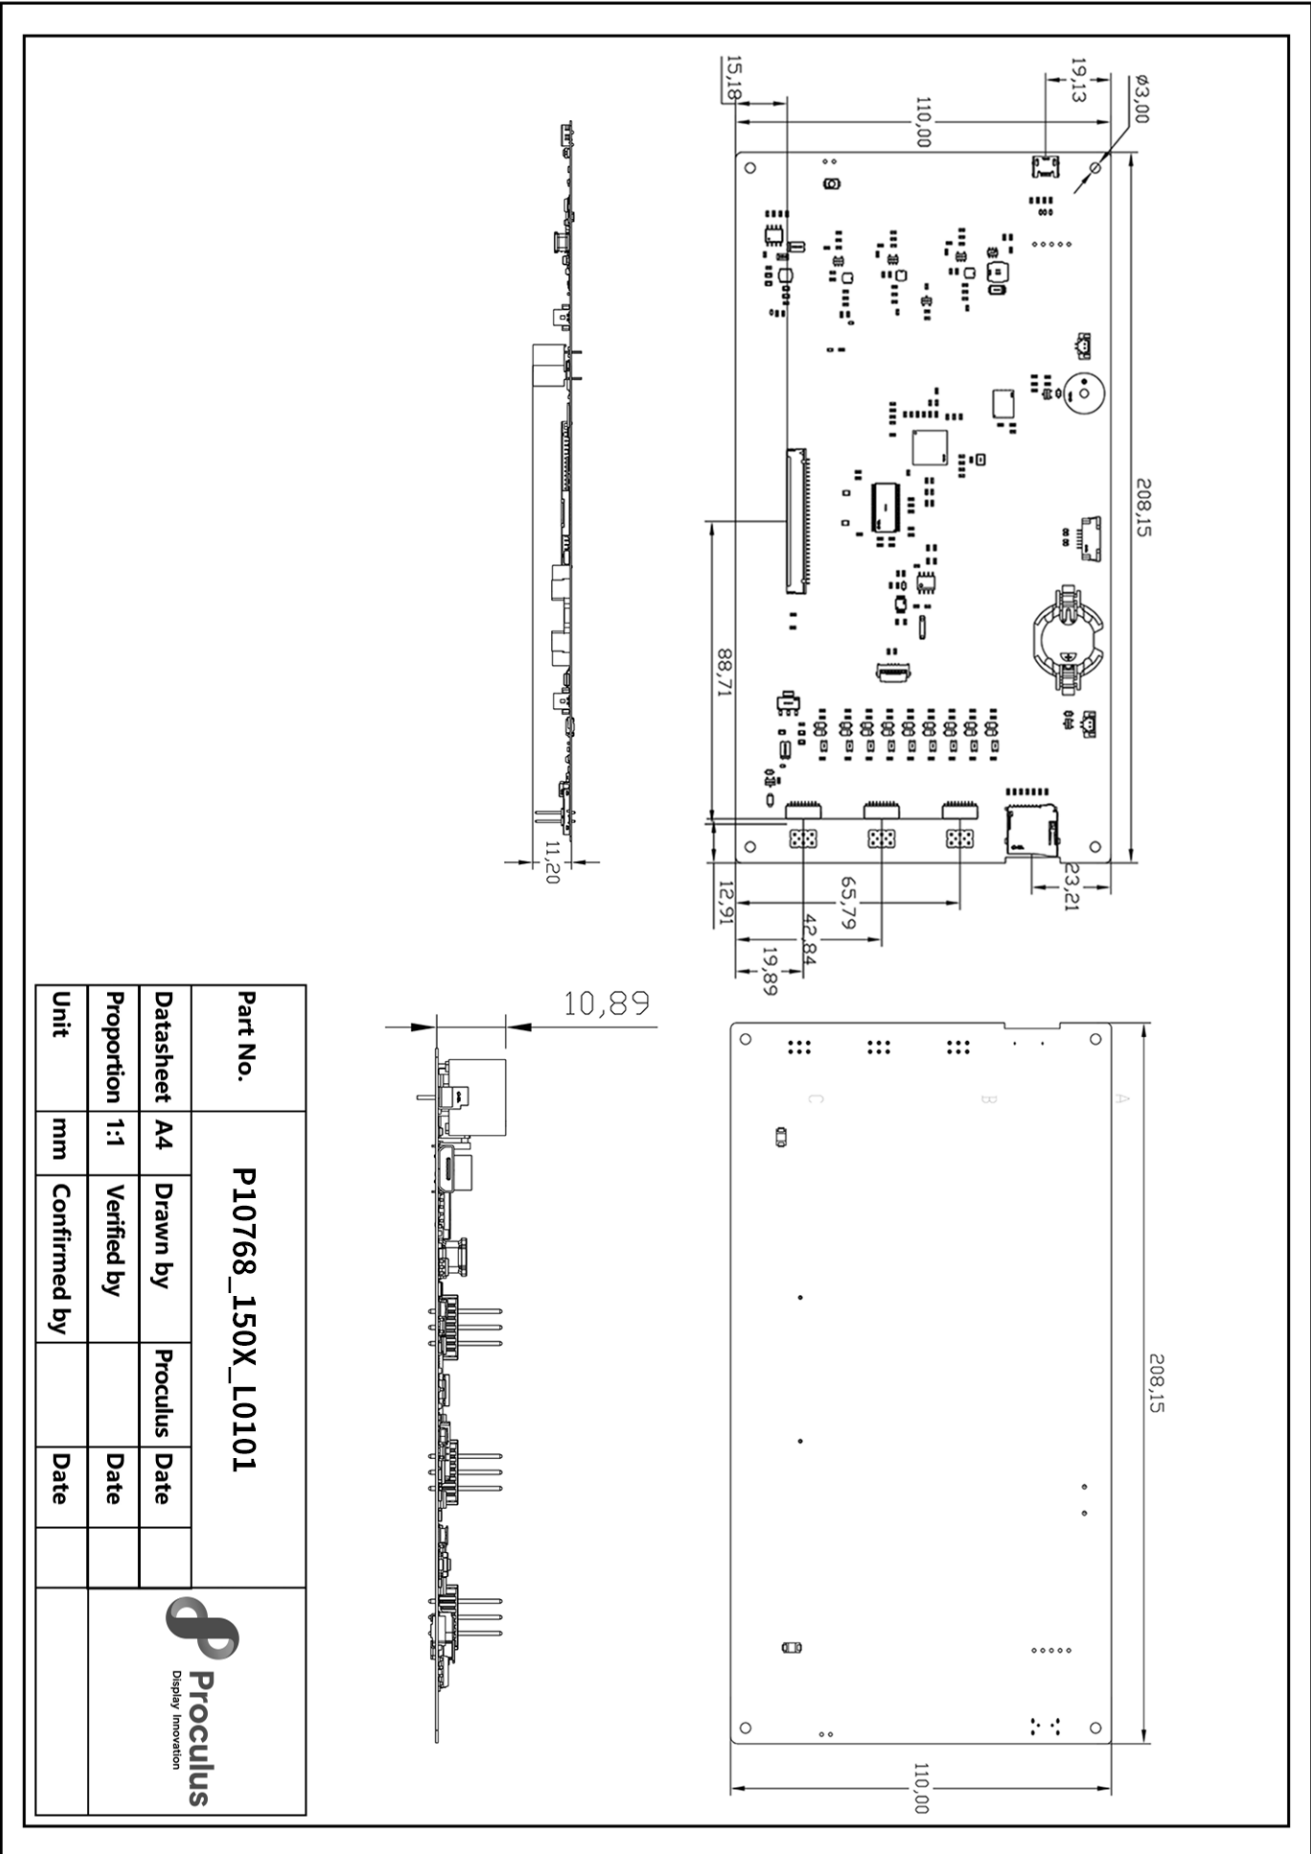 Ø3,00
19,13
110,00
15,18
208,15
88,71
12,91
65,79
42,84
19,89
23,21
208,15
110,00
A
B
C
11,20
10,89
Part No. P10768_150X_L0101
Datasheet A4 Drawn by Proculus Date
Proportion 1:1 Verified by Date
Unit mm Confirmed by Date
Proculus
Display Innovation